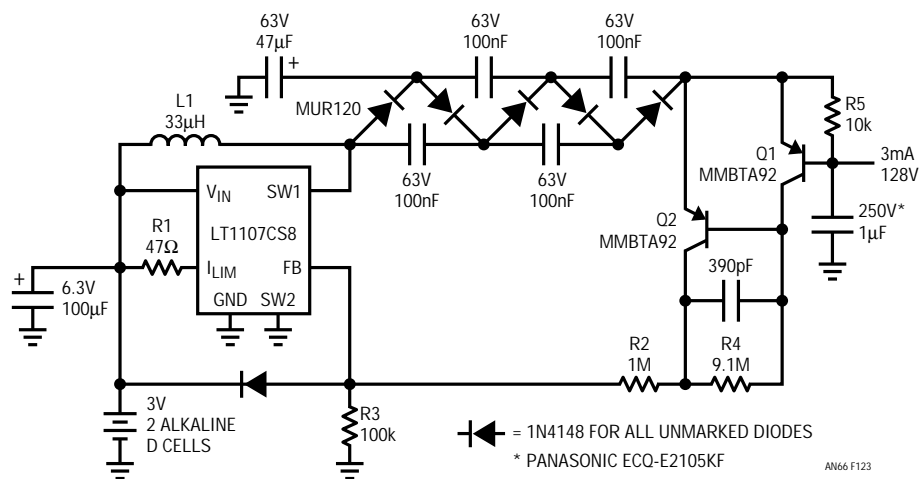 63V
47µF
+
63V
100nF
63V
100nF
MUR120
L1
33µH
63V
100nF
63V
100nF
R5
10k
Q1
MMBTA92
3mA
128V
VIN
SW1
LT1107CS8
R1
47Ω
ILIM
FB
GND
SW2
Q2
MMBTA92
250V*
1µF
+
6.3V
100µF
390pF
R2
1M
R4
9.1M
3V
2 ALKALINE
D CELLS
R3
100k
= 1N4148 FOR ALL UNMARKED DIODES
* PANASONIC ECQ-E2105KF
AN66 F123